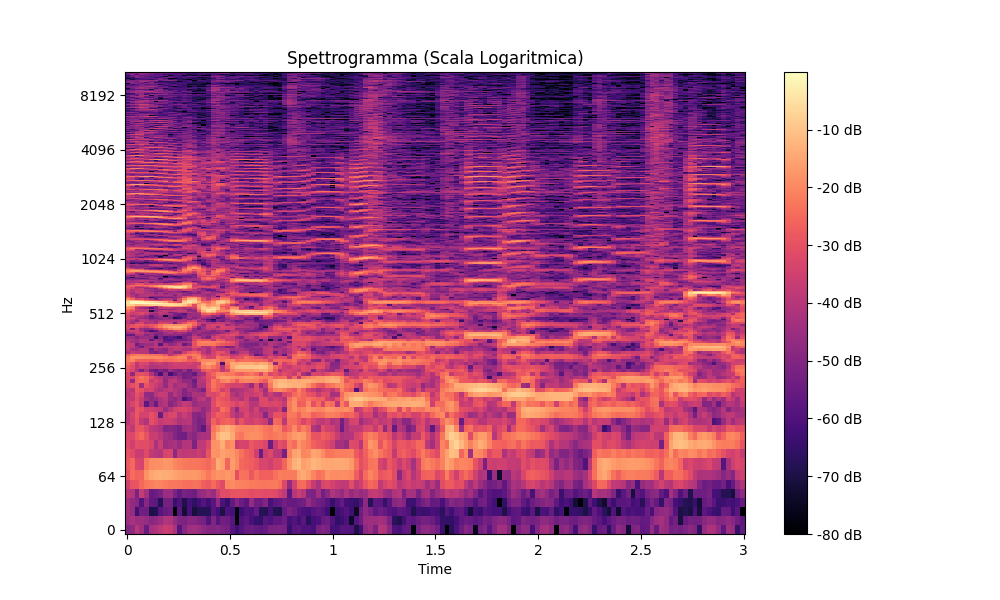 Spettrogramma (Scala Logaritmica)
8192
4096
2048
1024
512
256
128
64
0
Hz
0
0.5
1
1.5
2
2.5
3
Time
-10 dB
-20 dB
-30 dB
-40 dB
-50 dB
-60 dB
-70 dB
-80 dB